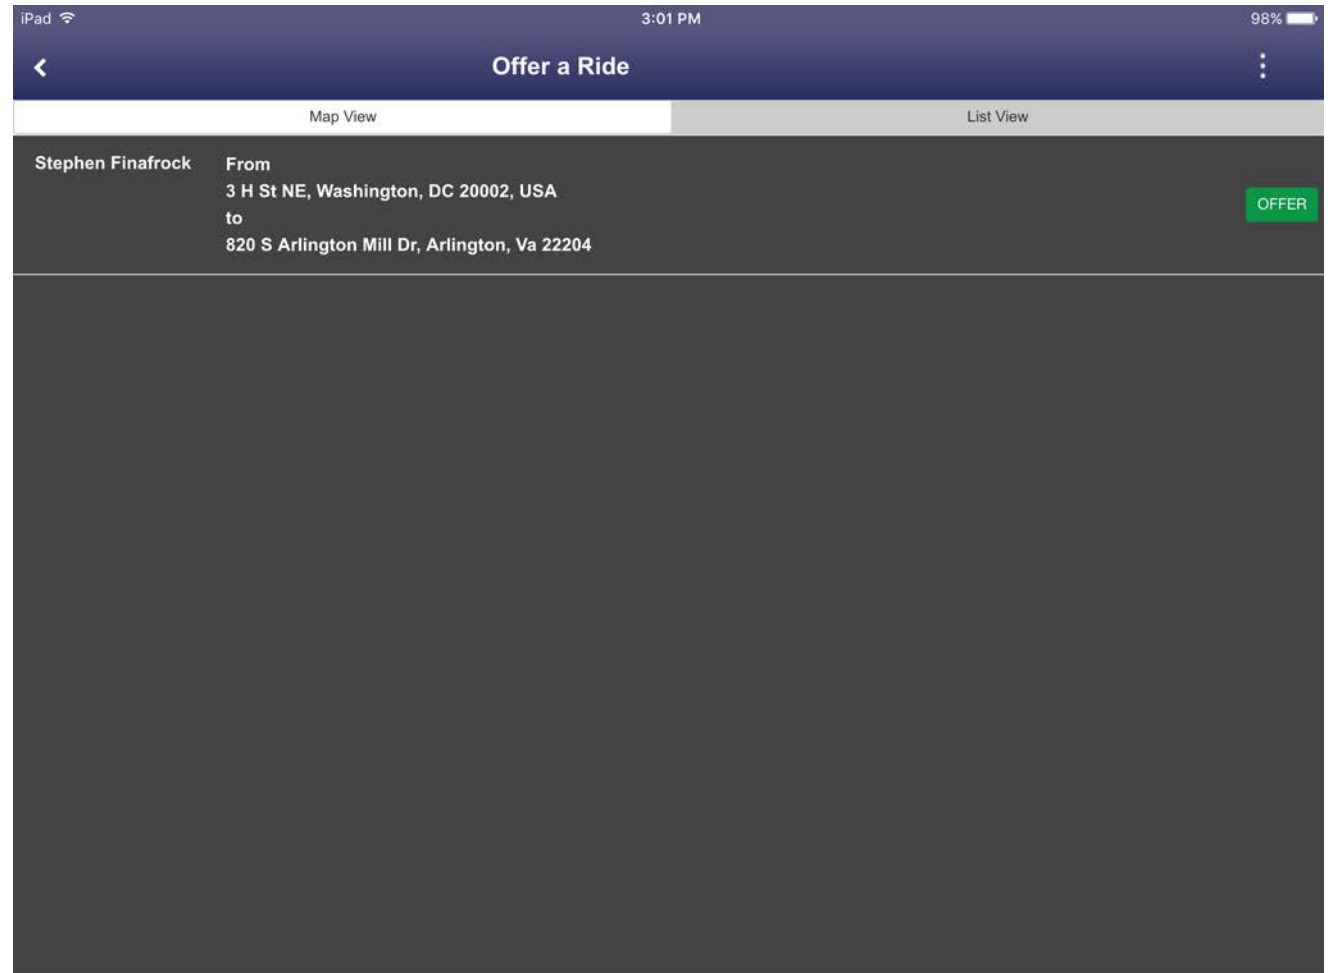 iPad 3:01 PM 98%
Offer a Ride
Map View List View
Stephen Finafrock From
3 H St NE, Washington, DC 20002, USA
OFFER
to
820 S Arlington Mill Dr, Arlington, Va 22204